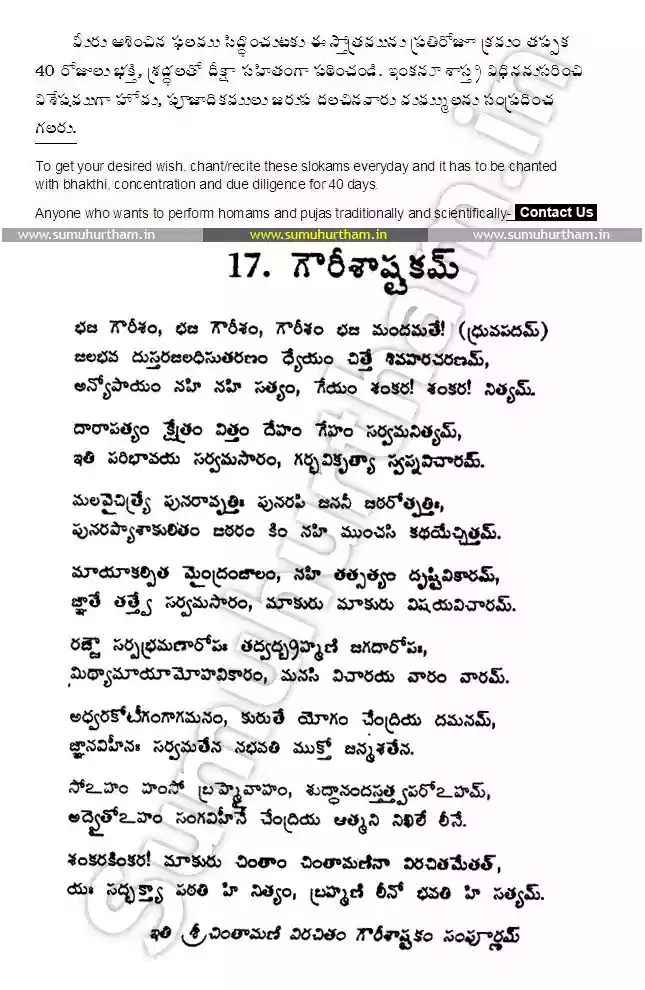 మీరు ఆశించిన ఫలము సిద్ధించుటకు ఈ స్తోత్రమును ప్రతిరోజూ క్రమం తప్పక
40 రోజులు భక్తి, శ్రద్ధలతో దీక్షా సహితంగా పఠించండి. ఇంకనూ శాస్త్ర విధిననుసరించి
విశేషముగా హోమ, పూజాదికములు జరుప దలచినవారు మమ్ములను సంప్రదించ
గలరు.
To get your desired wish. chant/recite these slokams everyday and it has to be chanted
with bhakthi, concentration and due diligence for 40 days.
Anyone who wants to perform homams and pujas traditionally and scientifically- Contact Us
www.sumuhurtham.in www.sumuhurtham.in www.sumuhurtham.in
17. గౌరీశాష్టకమ్
భజ గౌరీశం, భజ గౌరీశం, గౌరీశం భజ మందమతే! (ధ్రువపదమ్)
జలభవ దుస్తరజలధిసుతరణం ధ్యేయం చిత్తే శివహరచరణమ్,
అన్యోపాయం నహి నహి సత్యం, గేయం శంకర! శంకర! నిత్యమ్.
దారాపత్యం క్షేత్రం విత్తం దేహం గేహం సర్వమనిత్యమ్,
ఇతి పరిభావయ సర్వమసారం, గర్భవికృత్యా స్వప్నవిచారమ్.
మలవైచిత్ర్యే పునరావృత్తిః పునరపి జననీ జఠరోత్పత్తిః,
పునరప్యాశాకులితం జఠరం కిం నహి ముంచసి కథయేచ్చిత్తమ్.
మాయాకల్పిత మైంద్రంజాలం, నహి తత్సత్యం దృష్టివికారమ్,
జ్ఞాతే తత్త్వే సర్వమసారం, మాకురు మాకురు విషయవిచారమ్.
రజ్జౌ సర్పభ్రమణారోపః తద్వద్బ్రహ్మణి జగదారోపః,
మిథ్యామాయామోహవికారం, మనసి విచారయ వారం వారమ్.
అధ్వరకోటీగంగాగమనం, కురుతే యోగం చేంద్రియ దమనమ్,
జ్ఞానవిహీనః సర్వమతేన నభవతి ముక్తో జన్మశతేన.
సోఽహం హంసో బ్రహ్మైవాహం, శుద్ధానందస్తత్త్వపరోఽహమ్,
అద్వైతోఽహం సంగవిహీనే చేంద్రియ ఆత్మని నిఖిలే లీనే.
శంకరకింకర! మాకురు చింతాం చింతామణినా విరచితమేతత్,
యః సద్భక్త్యా పఠతి హి నిత్యం, బ్రహ్మణి లీనో భవతి హి సత్యమ్.
ఇతి శ్రీ చింతామణి విరచితం గౌరీశాష్టకం సంపూర్ణమ్
Sumuhurtham.in